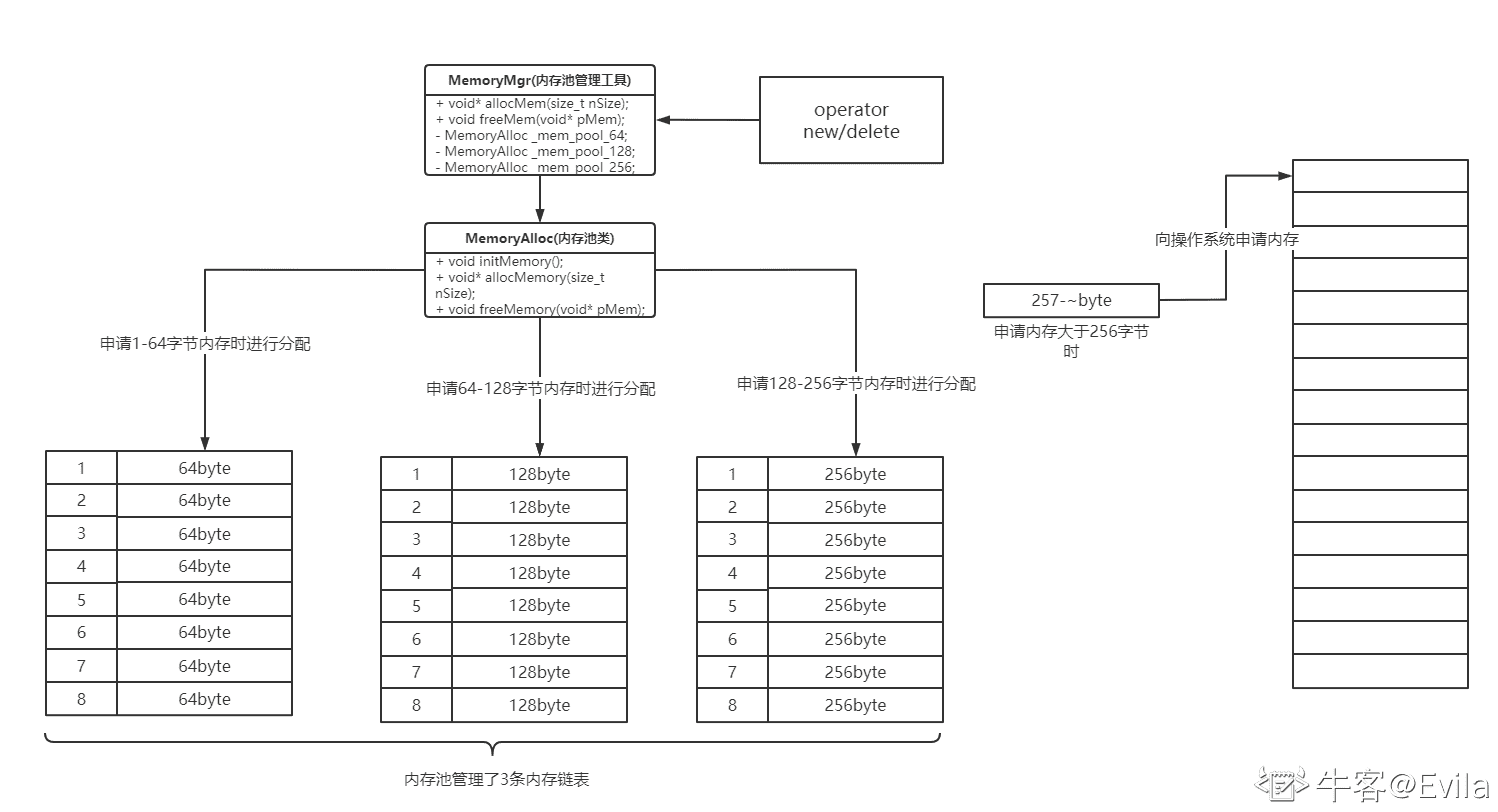 MemoryMgr(内存池管理工具)
+ void* allocMem(size_t nSize);
+ void freeMem(void* pMem);
- MemoryAlloc _mem_pool_64;
- MemoryAlloc _mem_pool_128;
- MemoryAlloc _mem_pool_256;
operator
new/delete
MemoryAlloc(内存池类)
+ void initMemory();
+ void* allocMemory(size_t
nSize);
+ void freeMemory(void* pMem);
向操作系统申请内存
257-~byte
申请内存大于256字节
时
申请1-64字节内存时进行分配
申请64-128字节内存时进行分配
申请128-256字节内存时进行分配
1 64byte
2 64byte
3 64byte
4 64byte
5 64byte
6 64byte
7 64byte
8 64byte
1 128byte
2 128byte
3 128byte
4 128byte
5 128byte
6 128byte
7 128byte
8 128byte
1 256byte
2 256byte
3 256byte
4 256byte
5 256byte
6 256byte
7 256byte
8 256byte
内存池管理了3条内存链表
牛客@Evila